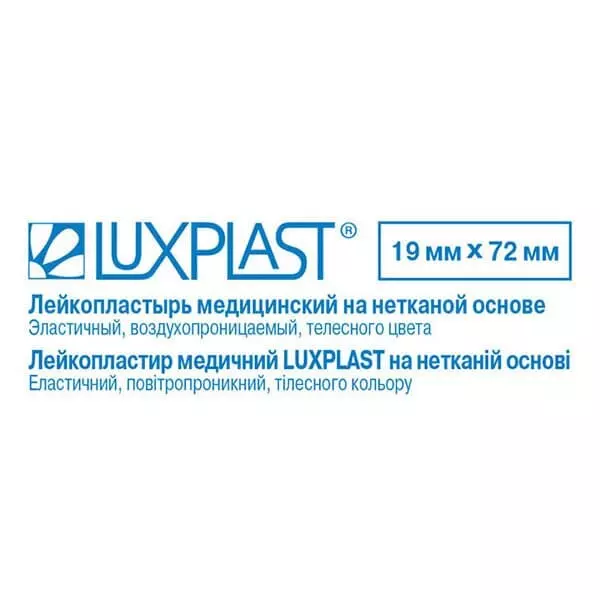 LUXPLAST® 19 мм х 72 мм
Лейкопластырь медицинский на нетканой основе
Эластичный, воздухопроницаемый, телесного цвета
Лейкопластир медичний LUXPLAST на нетканій основі
Еластичний, повітропроникний, тілесного кольору